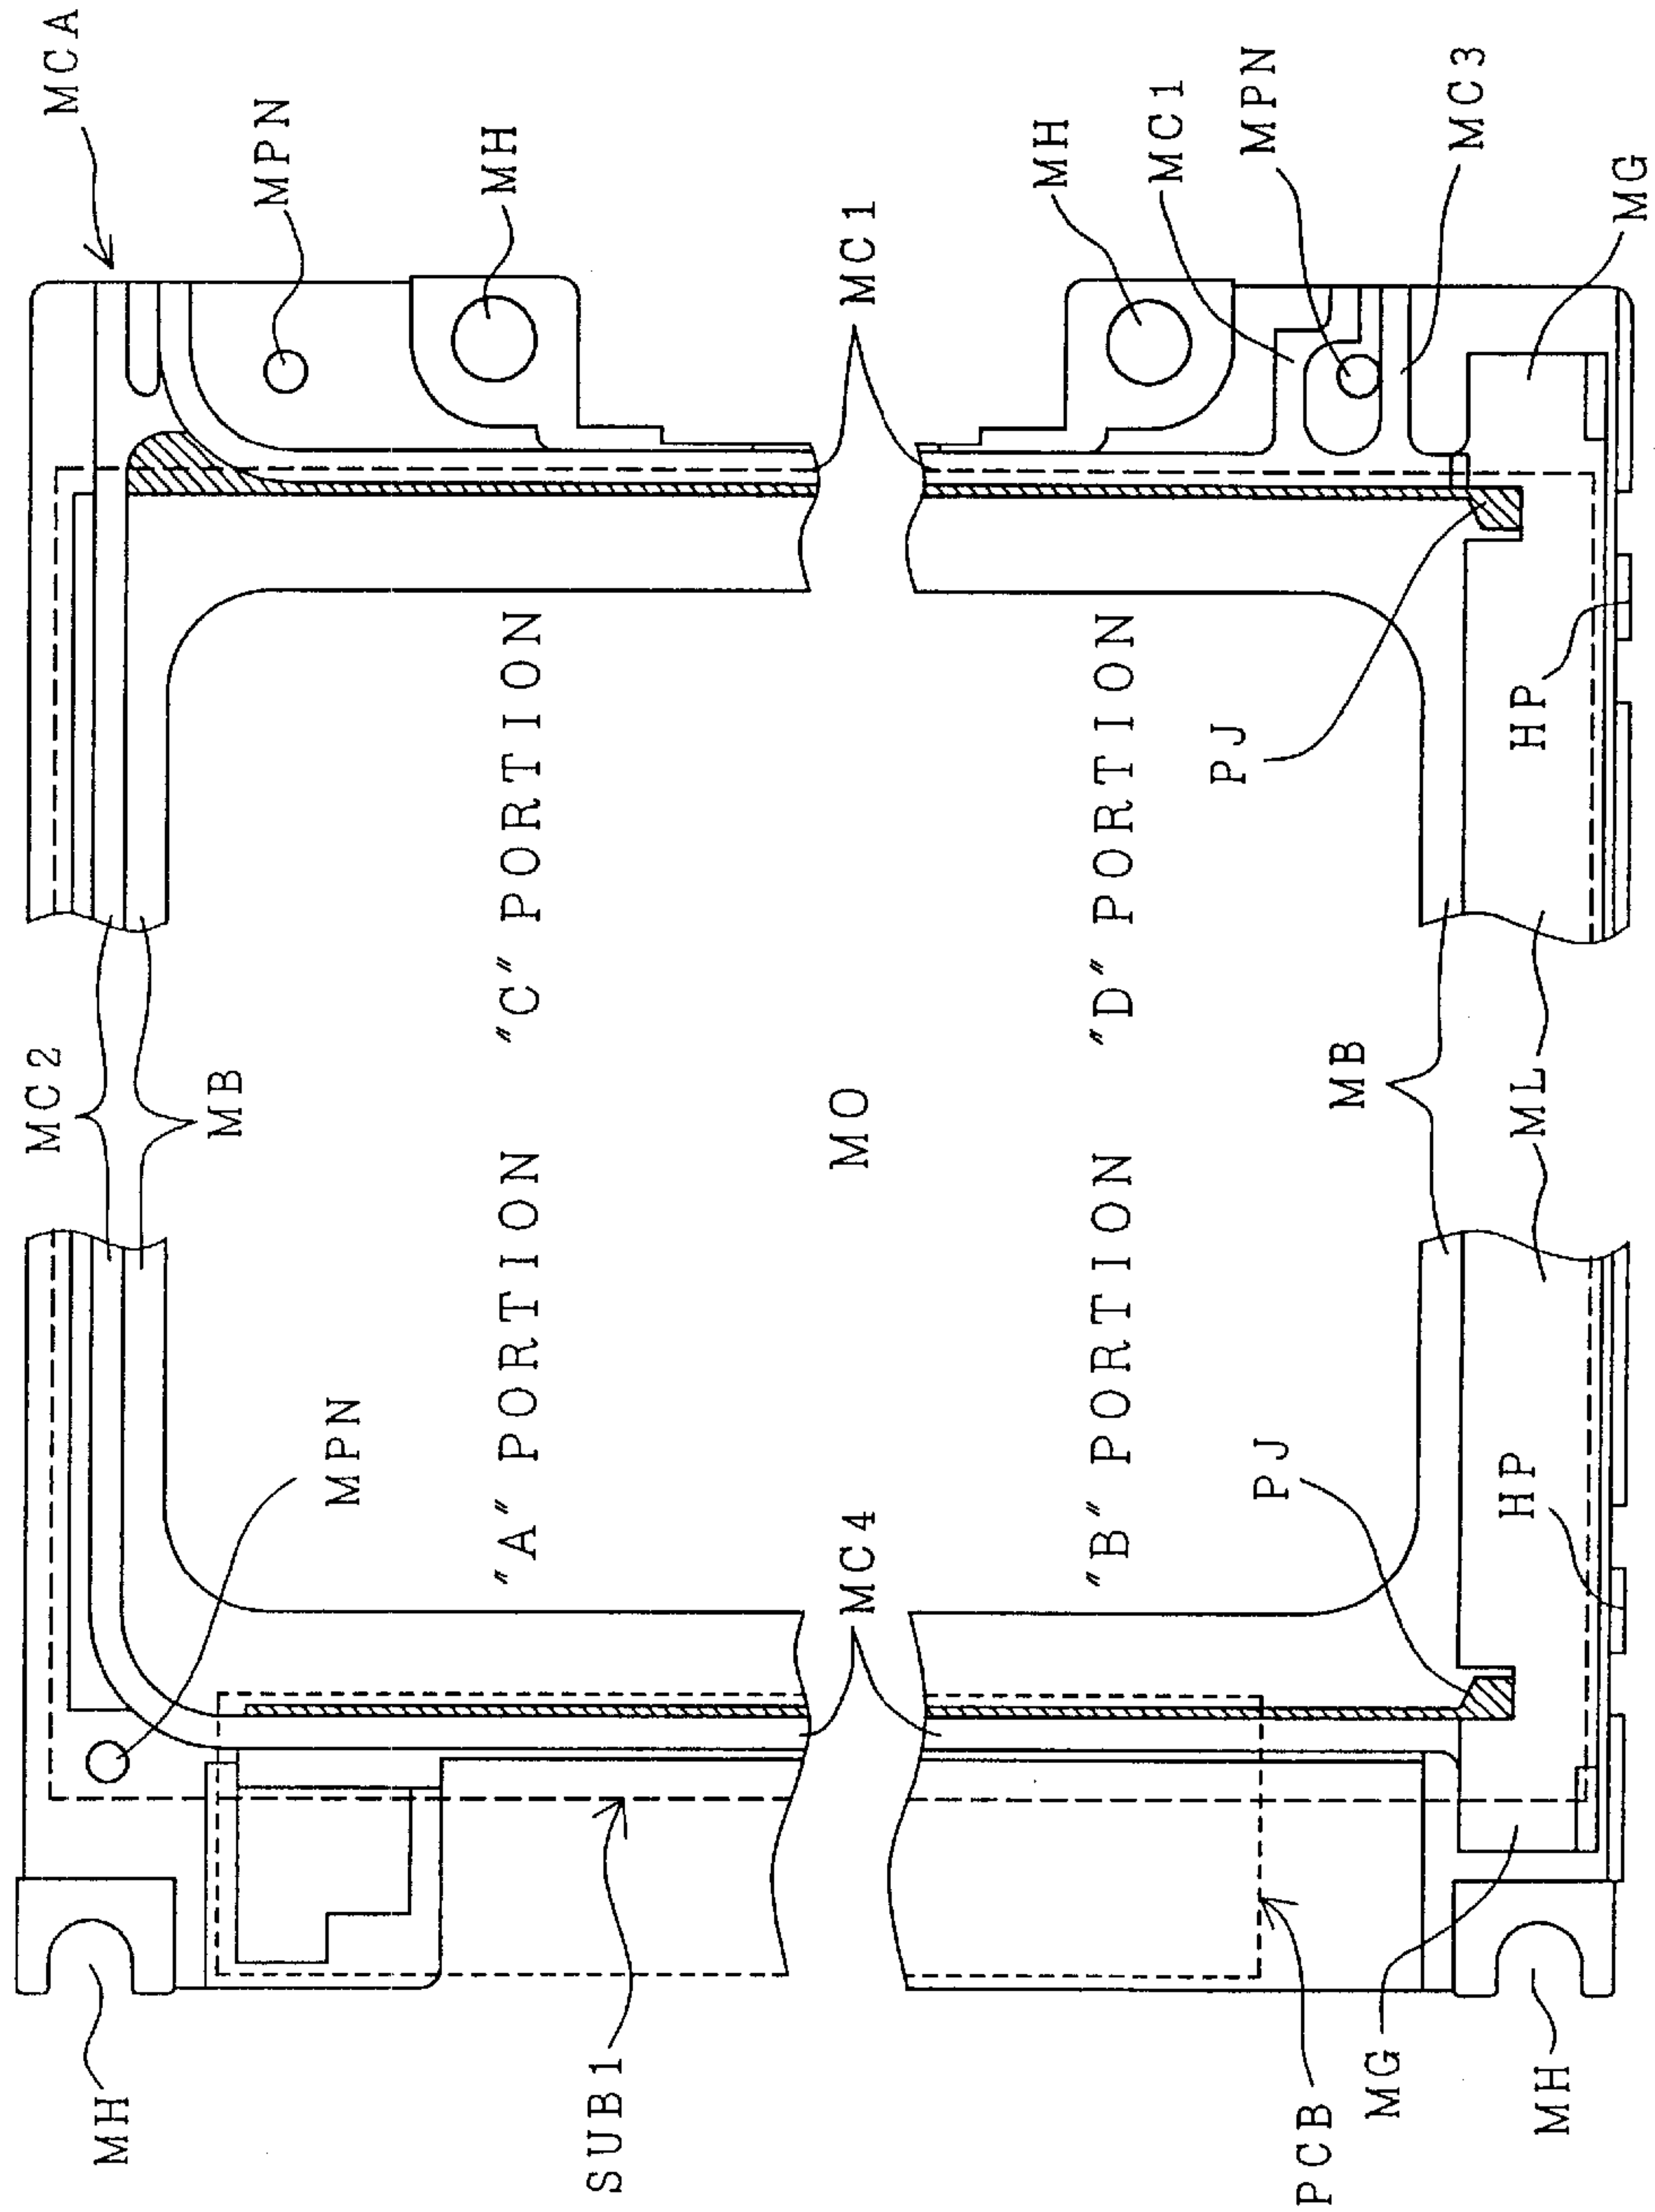 MC2
MCA
MH
MB
MPN
MPN
MH
"A" PORTION
"C" PORTION
SUB1
MC4
MO
MC1
MH
"B" PORTION
"D" PORTION
MC1
PJ
PJ
MPN
PCB
MB
MG
MC3
MH
HP
ML
HP
MG